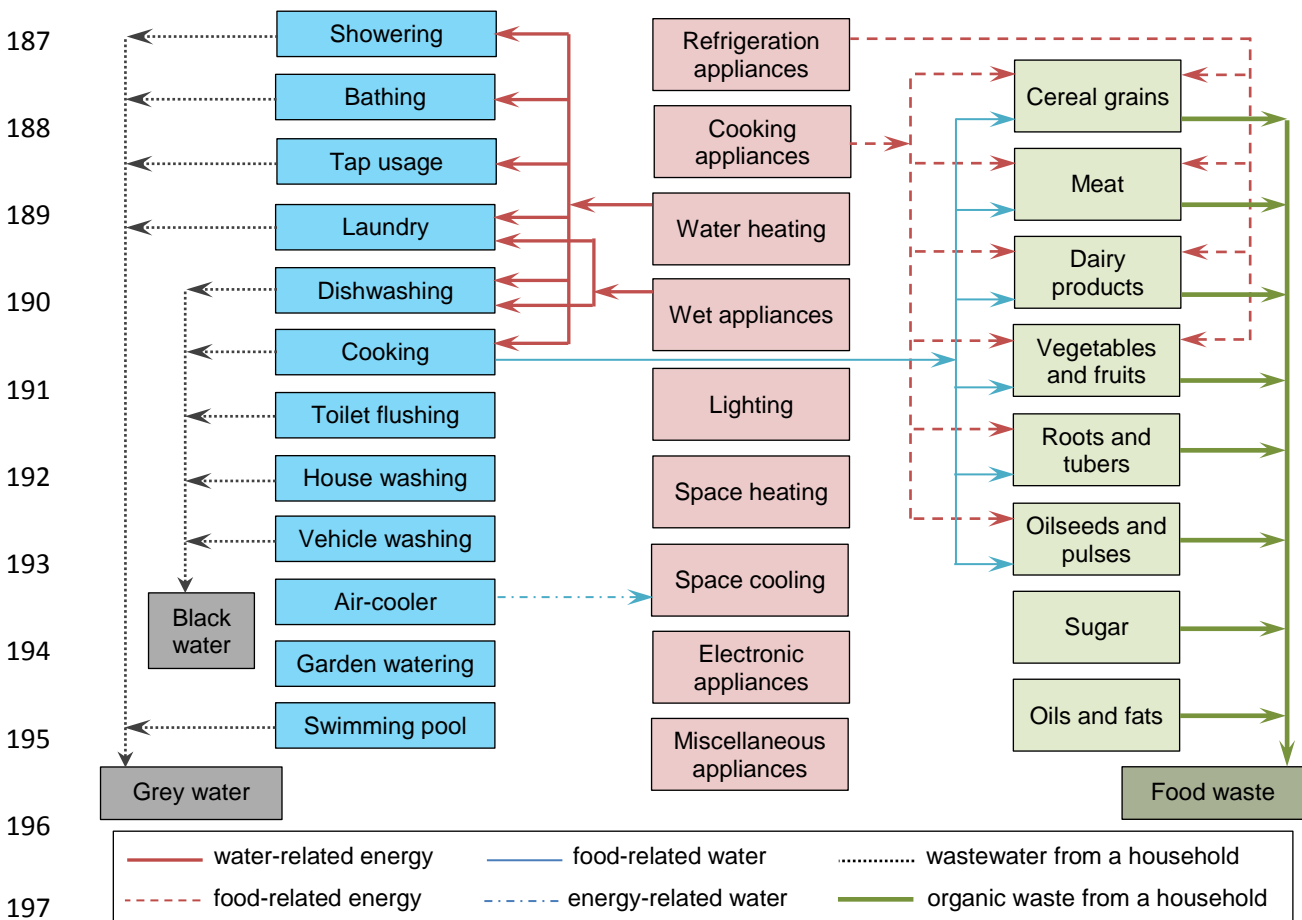 187
188
189
190
191
192
193
194
195
196
197
Showering
Bathing
Tap usage
Laundry
Dishwashing
Cooking
Toilet flushing
House washing
Vehicle washing
Air-cooler
Garden watering
Swimming pool
Black
water
Grey water
Refrigeration
appliances
Cooking
appliances
Water heating
Wet appliances
Lighting
Space heating
Space cooling
Electronic
appliances
Miscellaneous
appliances
Cereal grains
Meat
Dairy
products
Vegetables
and fruits
Roots and
tubers
Oilseeds and
pulses
Sugar
Oils and fats
Food waste
water-related energy
food-related water
wastewater from a household
food-related energy
energy-related water
organic waste from a household